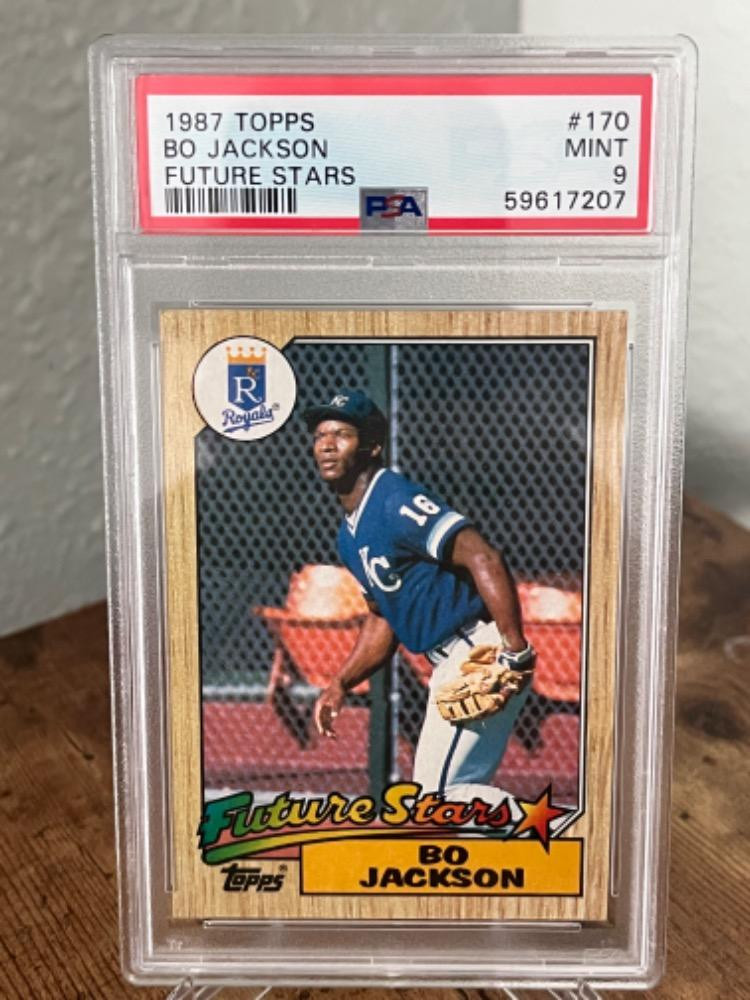 1987 TOPPS #170
BO JACKSON MINT
FUTURE STARS 9
PSA 59617207
R
Royals®
KC
16
KC
Future Stars
topps®
BO
JACKSON